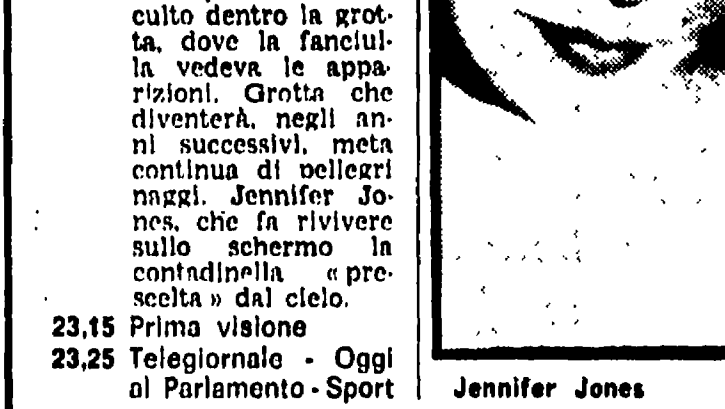 culto dentro la grot-
ta, dove la fanciul-
la vedeva le appa-
rizioni. Grotta che
diventerà, negli an-
ni successivi, meta
continua di pellegri
naggi. Jennifer Jo-
nes, che fa rivivere
sullo schermo la
contadinella « pre-
scelta » dal cielo.
23,15 Prima visione
23,25 Telegiornale - Oggi
al Parlamento - Sport
Jennifer Jones